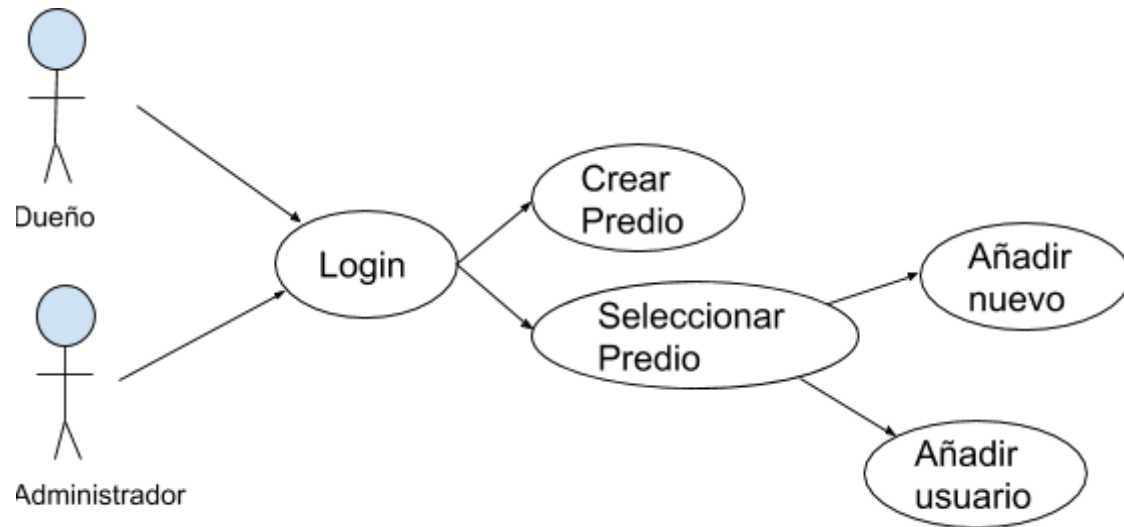 Dueño
Administrador
Login
Crear
Predio
Seleccionar
Predio
Añadir
nuevo
Añadir
usuario